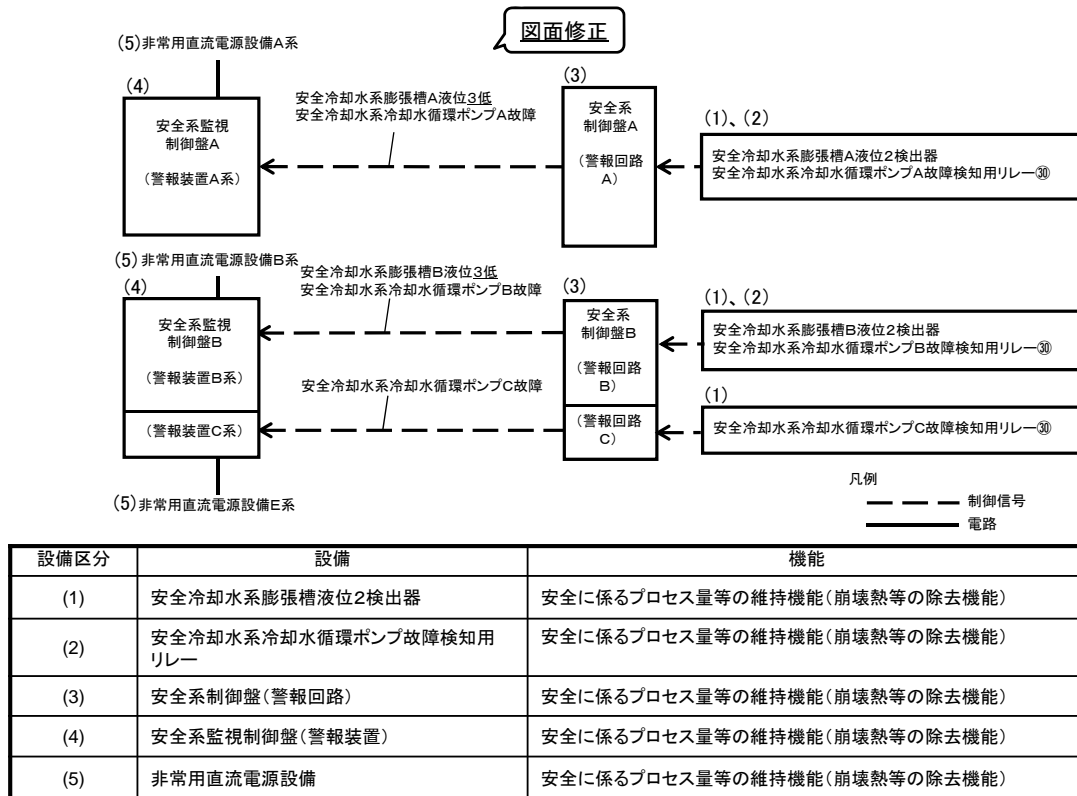 図面修正
(5)非常用直流電源設備A系
(4)
安全系監視
制御盤A
(警報装置A系)
安全冷却水系膨張槽A液位3低
安全冷却水系冷却水循環ポンプA故障
(3)
安全系
制御盤A
(警報回路
A)
(1)、(2)
安全冷却水系膨張槽A液位2検出器
安全冷却水系冷却水循環ポンプA故障検知用リレー㉚
(5)非常用直流電源設備B系
(4)
安全系監視
制御盤B
(警報装置B系)
(警報装置C系)
(5)非常用直流電源設備E系
安全冷却水系膨張槽B液位3低
安全冷却水系冷却水循環ポンプB故障
安全冷却水系冷却水循環ポンプC故障
(3)
安全系
制御盤B
(警報回路
B)
(警報回路
C)
(1)、(2)
安全冷却水系膨張槽B液位2検出器
安全冷却水系冷却水循環ポンプB故障検知用リレー㉚
(1)
安全冷却水系冷却水循環ポンプC故障検知用リレー㉚
凡例
制御信号
電路
設備区分 設備 機能
(1) 安全冷却水系膨張槽液位2検出器 安全に係るプロセス量等の維持機能(崩壊熱等の除去機能)
(2) 安全冷却水系冷却水循環ポンプ故障検知用 安全に係るプロセス量等の維持機能(崩壊熱等の除去機能)
リレー
(3) 安全系制御盤(警報回路) 安全に係るプロセス量等の維持機能(崩壊熱等の除去機能)
(4) 安全系監視制御盤(警報装置) 安全に係るプロセス量等の維持機能(崩壊熱等の除去機能)
(5) 非常用直流電源設備 安全に係るプロセス量等の維持機能(崩壊熱等の除去機能)